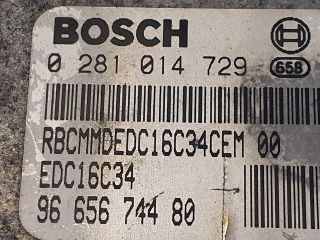 BOSCH
0 281 014 729 658
RBCMMDEDC16C34CEM 00
EDC16C34
96 656 744 80